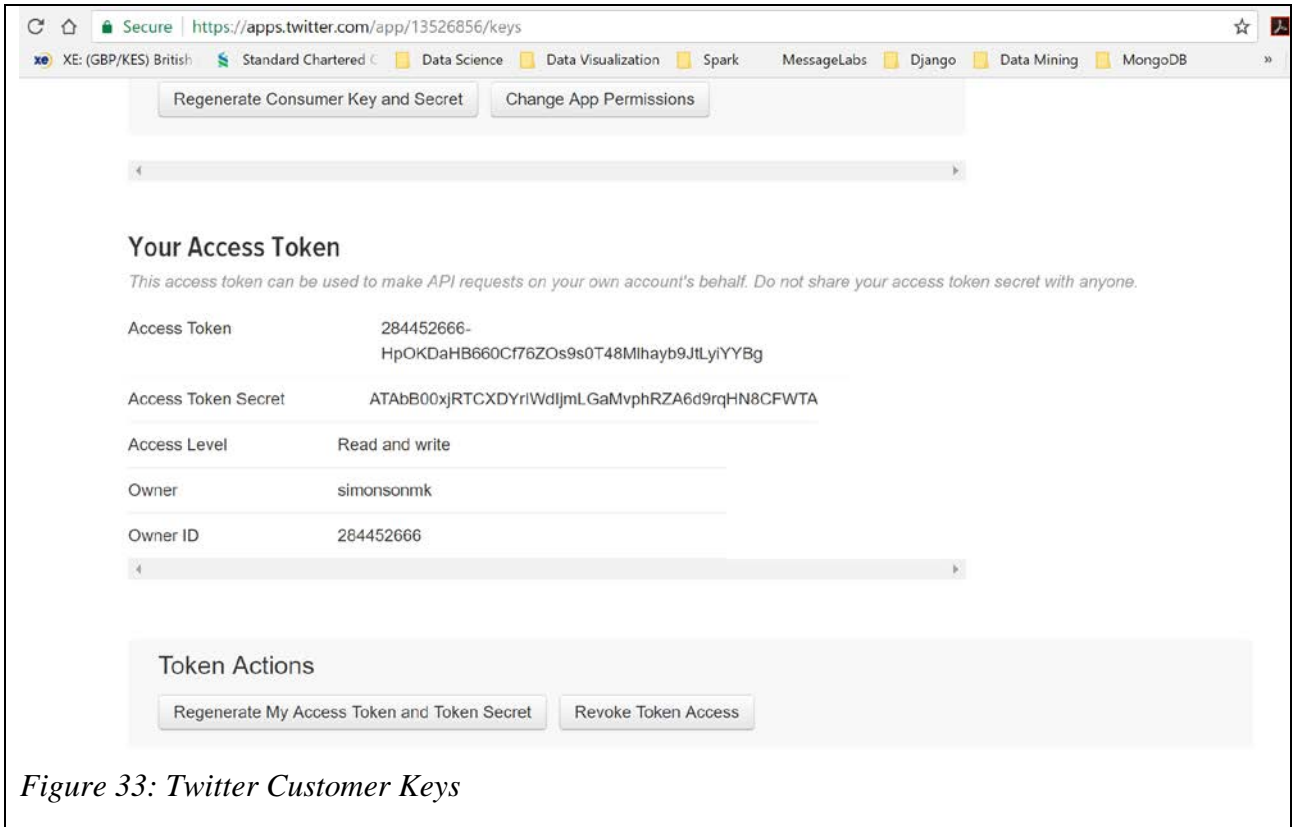 Secure https://apps.twitter.com/app/13526856/keys
xe XE: (GBP/KES) British Standard Chartered Data Science Data Visualization Spark MessageLabs Django Data Mining MongoDB »
Regenerate Consumer Key and Secret Change App Permissions
Your Access Token
This access token can be used to make API requests on your own account's behalf. Do not share your access token secret with anyone.
Access Token 284452666-
Access Token Secret
Access Level Read and write
Owner simonsonmk
Owner ID 284452666
Token Actions
Regenerate My Access Token and Token Secret Revoke Token Access
Figure 33: Twitter Customer Keys